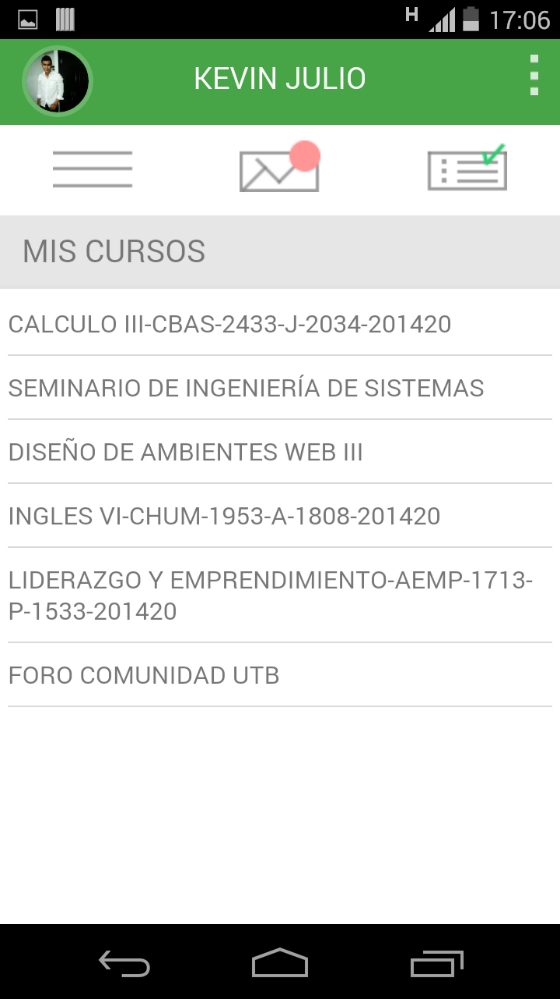 H 17:06
KEVIN JULIO
MIS CURSOS
CALCULO III-CBAS-2433-J-2034-201420
SEMINARIO DE INGENIERÍA DE SISTEMAS
DISEÑO DE AMBIENTES WEB III
INGLES VI-CHUM-1953-A-1808-201420
LIDERAZGO Y EMPRENDIMIENTO-AEMP-1713-
P-1533-201420
FORO COMUNIDAD UTB